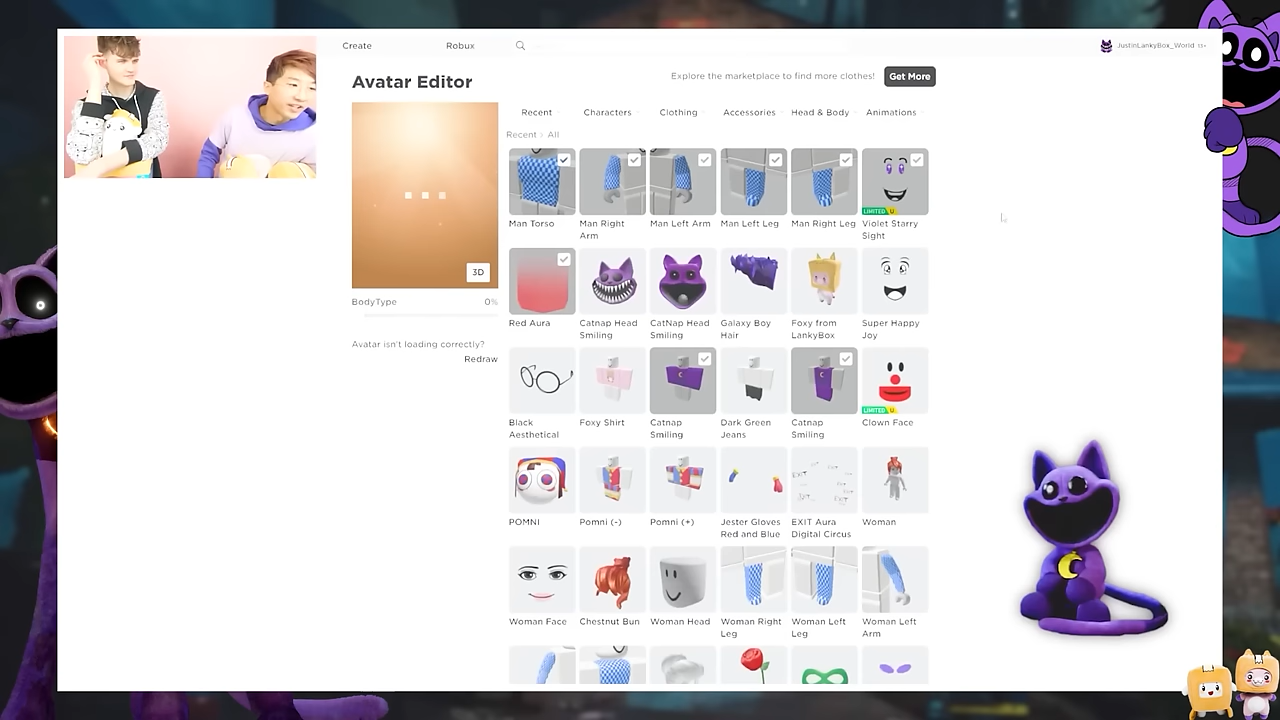 Create
Robux
JustinLankyBox_World 13+
Avatar Editor
Explore the marketplace to find more clothes!
Get More
Recent
Characters
Clothing
Accessories
Head & Body
Animations
Recent > All
3D
BodyType
0%
Avatar isn't loading correctly?
Redraw
LIMITED U
Man Torso
Man Right
Arm
Man Left Arm
Man Left Leg
Man Right Leg
Violet Starry
Sight
Red Aura
Catnap Head
Smiling
CatNap Head
Smiling
Galaxy Boy
Hair
Foxy from
LankyBox
Super Happy
Joy
LIMITED U
Black
Aesthetical
Foxy Shirt
Catnap
Smiling
Dark Green
Jeans
Catnap
Smiling
Clown Face
POMNI
Pomni (-)
Pomni (+)
Jester Gloves
Red and Blue
EXIT Aura
Digital Circus
Woman
Woman Face
Chestnut Bun
Woman Head
Woman Right
Leg
Woman Left
Leg
Woman Left
Arm